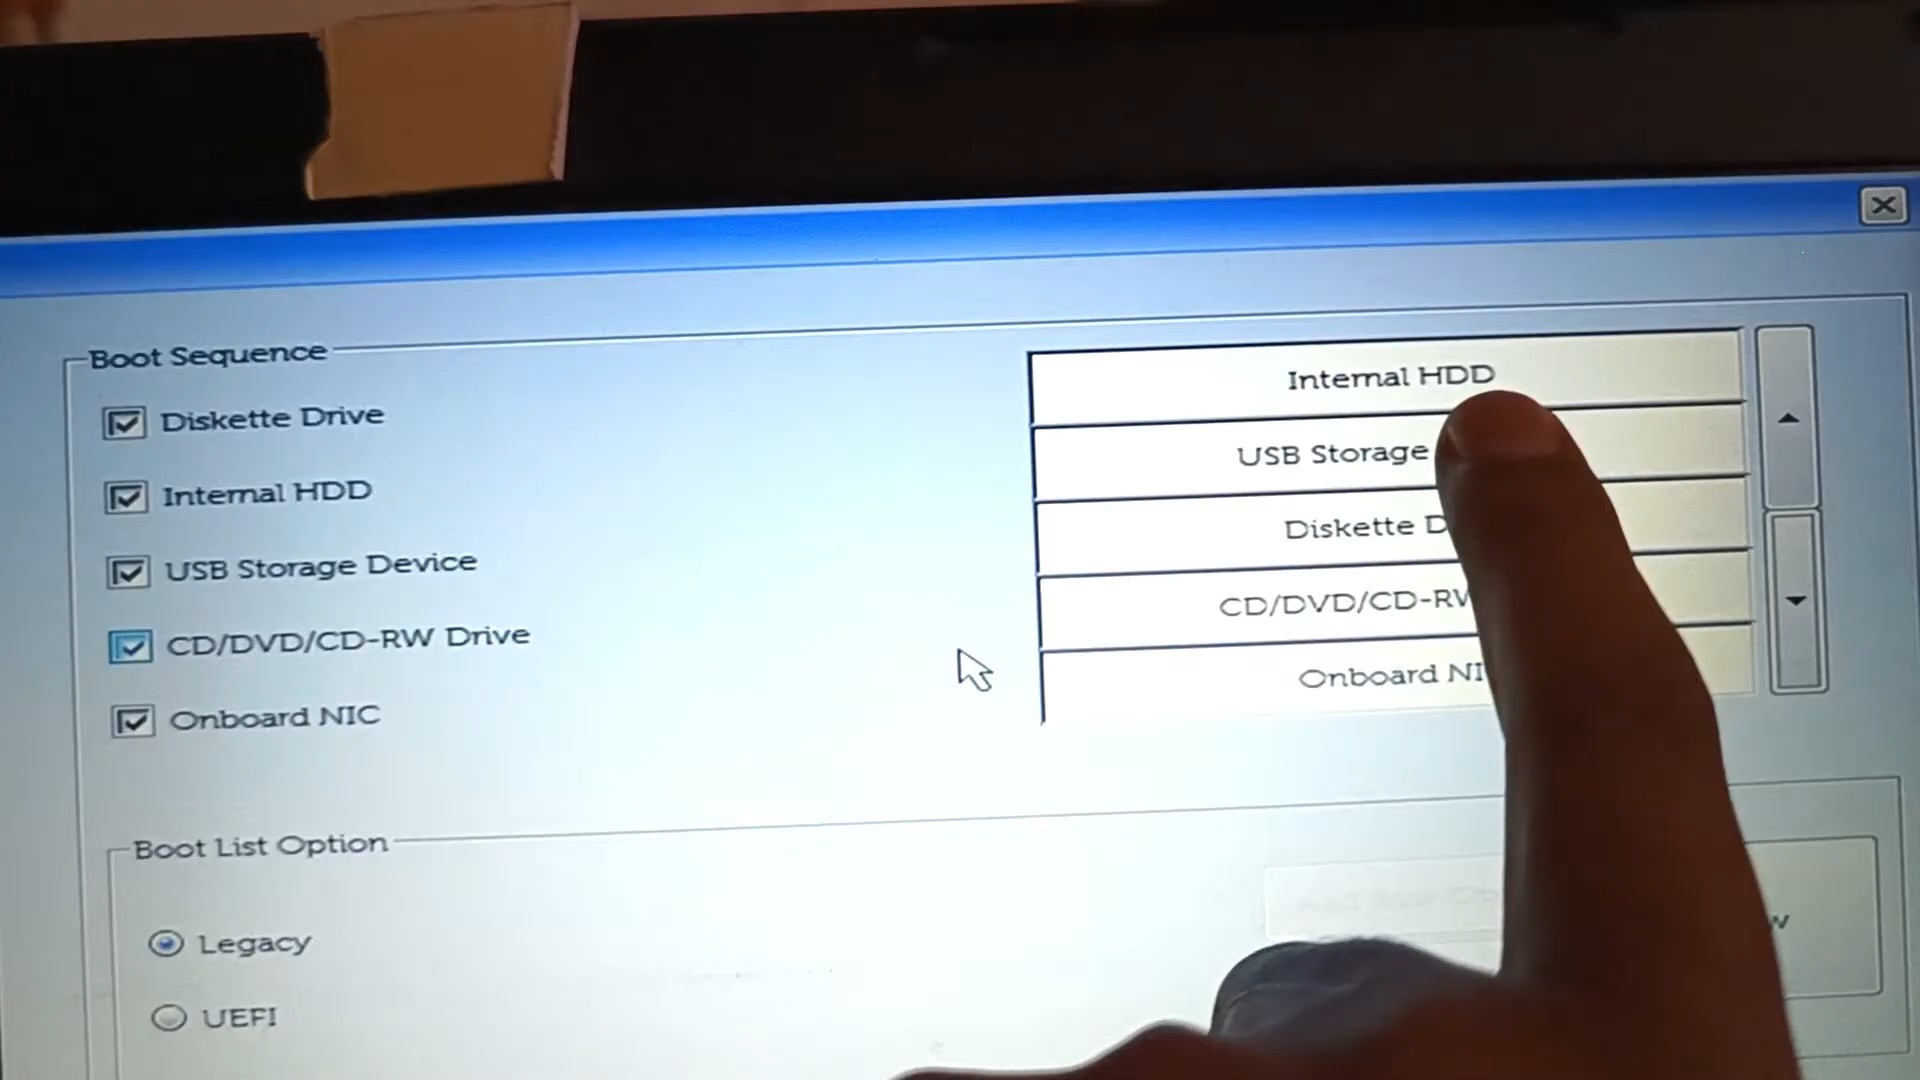 Boot Sequence
Diskette Drive
Internal HDD
USB Storage Device
CD/DVD/CD-RW Drive
Onboard NIC
Internal HDD
USB Storage
Diskette D
CD/DVD/CD-RW
Onboard NI
Boot List Option
Legacy
UEFI